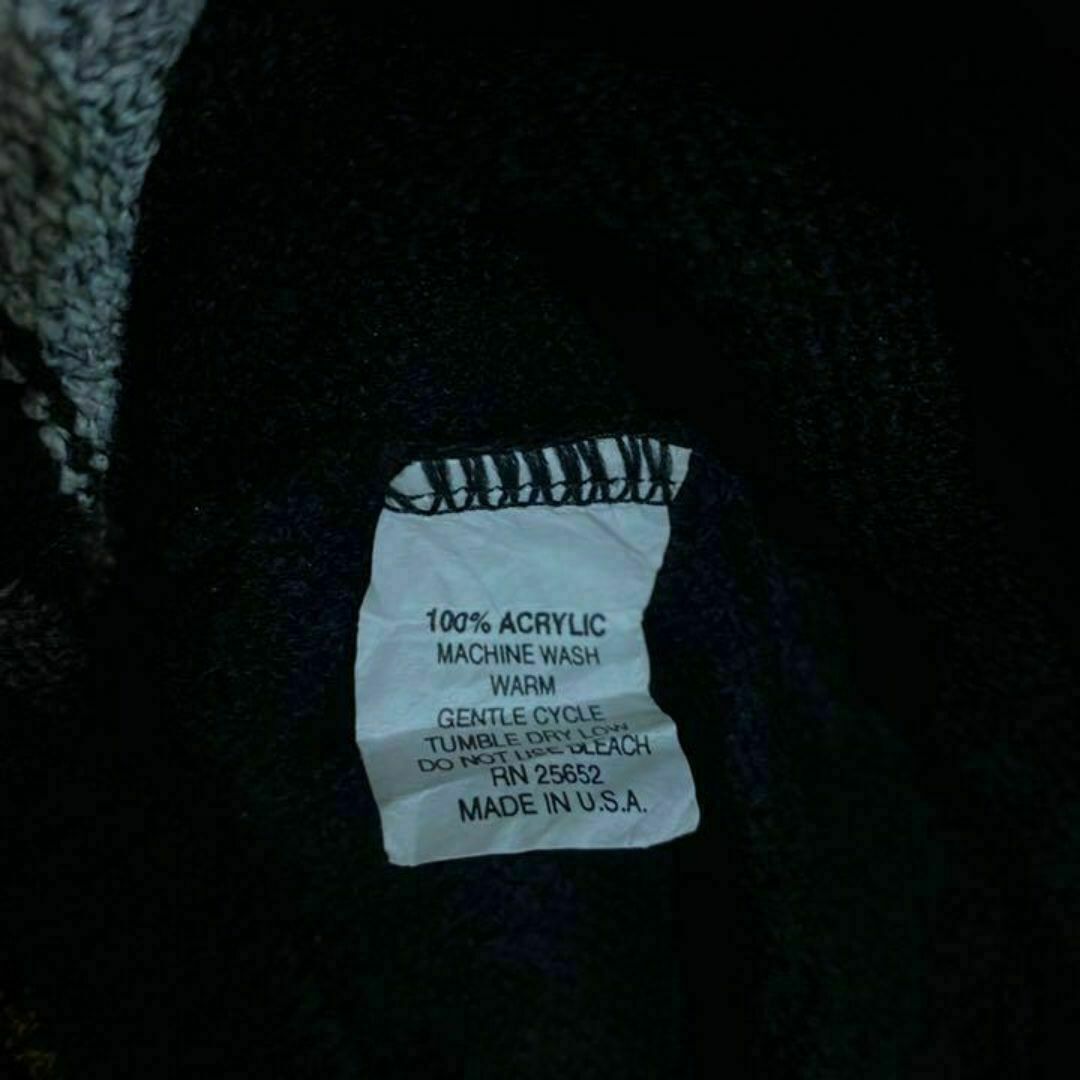 100% ACRYLIC
MACHINE WASH
WARM
GENTLE CYCLE
TUMBLE DRY LOW
DO NOT USE BLEACH
RN 25652
MADE IN U.S.A.